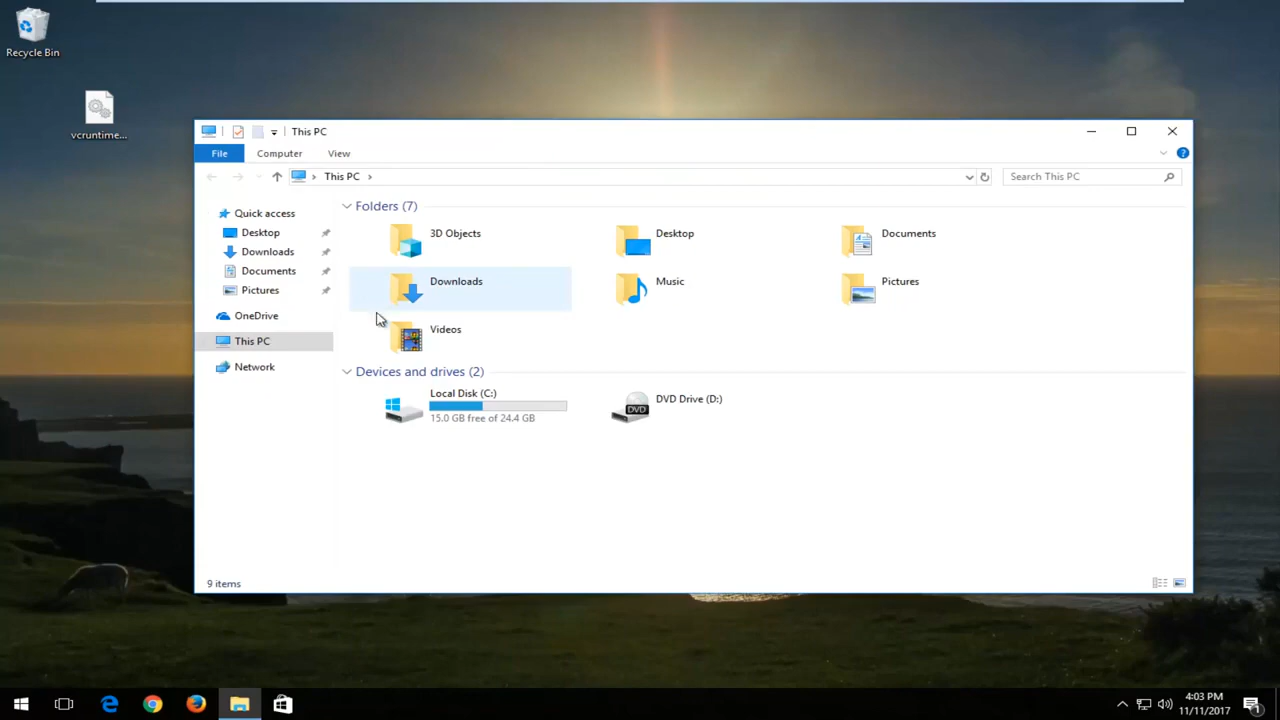 Recycle Bin
vcruntime...
This PC
File Computer View
This PC
Search This PC
Quick access
Desktop
Downloads
Documents
Pictures
OneDrive
This PC
Network
Folders (7)
3D Objects
Desktop
Documents
Downloads
Music
Pictures
Videos
Devices and drives (2)
Local Disk (C:)
15.0 GB free of 24.4 GB
DVD
DVD Drive (D:)
9 items
4:03 PM
11/11/2017
1